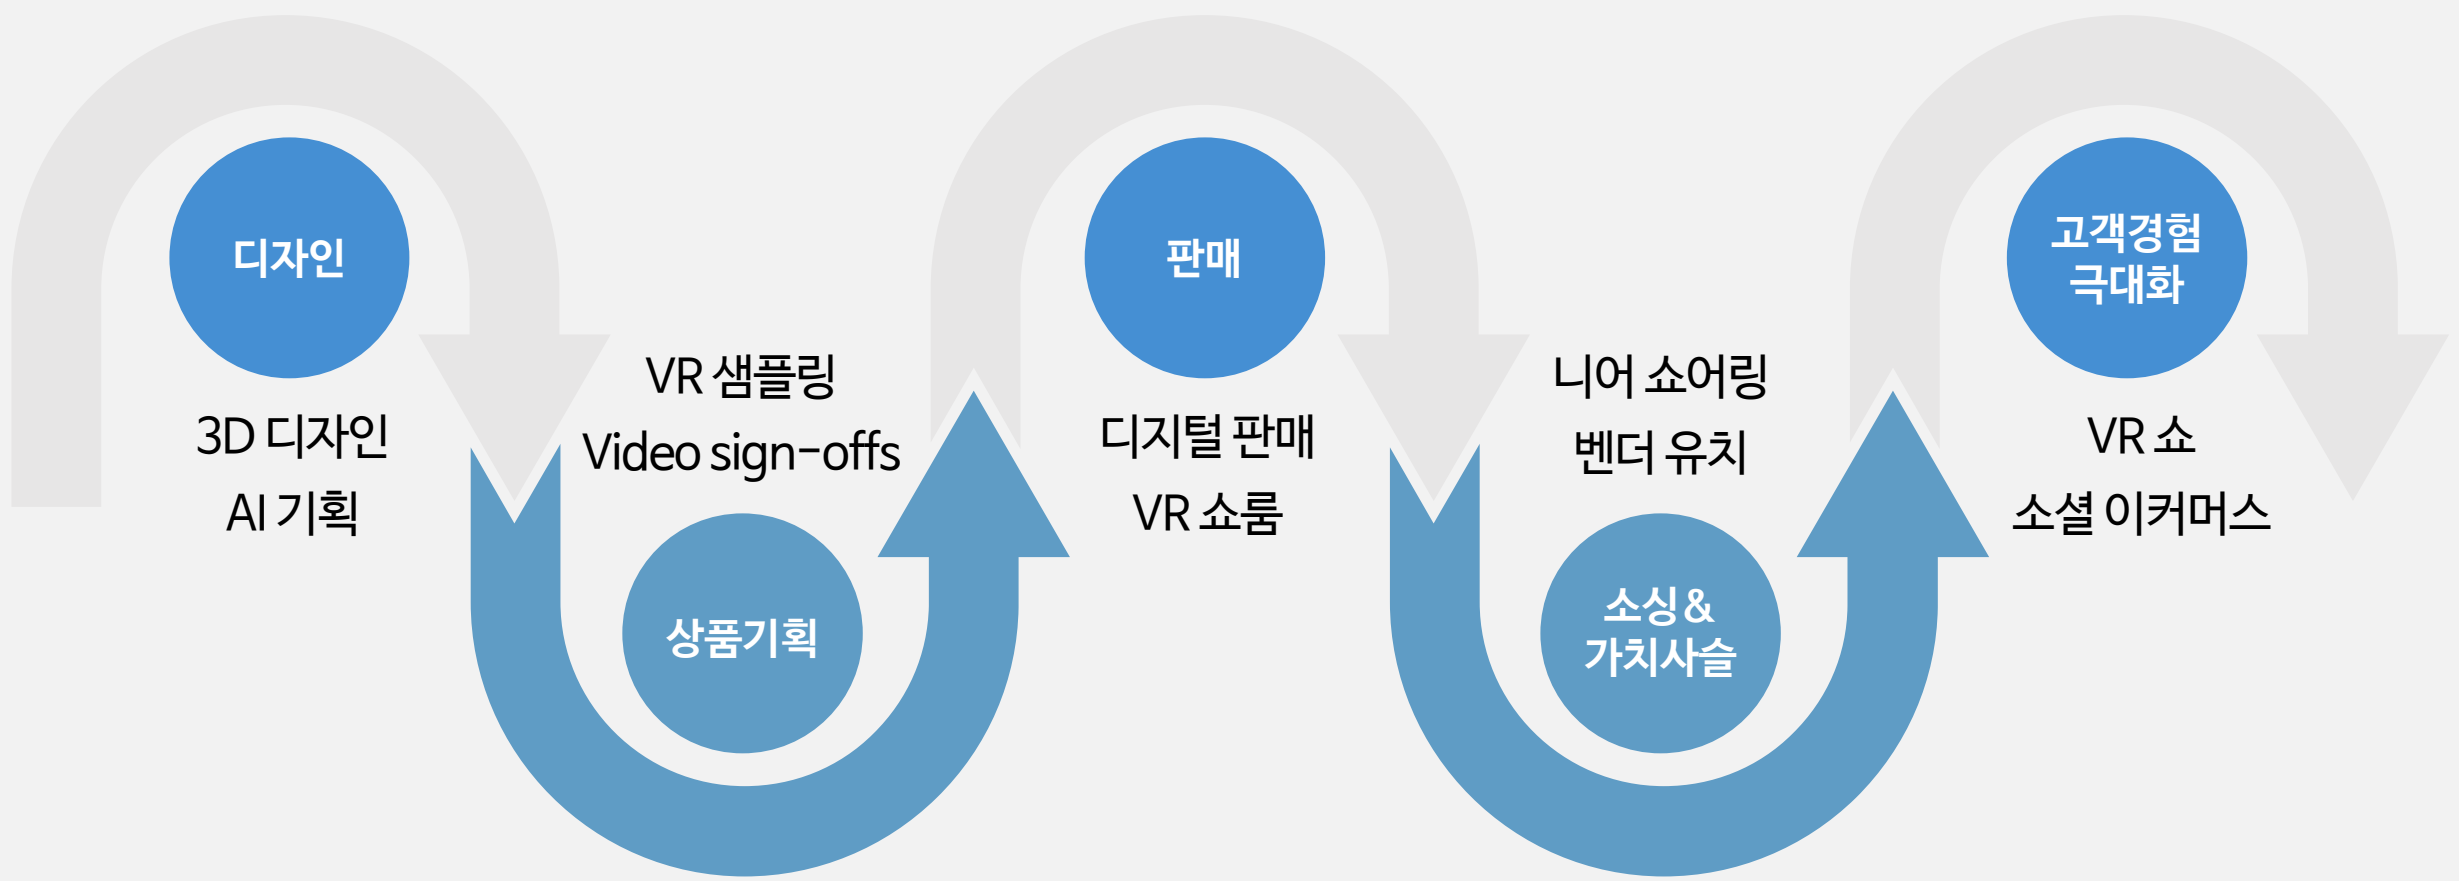 디자인
3D 디자인
AI 기획
VR 샘플링
Video sign-offs
상품기획
판매
디지털 판매
VR 쇼룸
니어 쇼어링
벤더 유치
소싱 &
가치사슬
고객경험
극대화
VR 쇼
소셜 이커머스